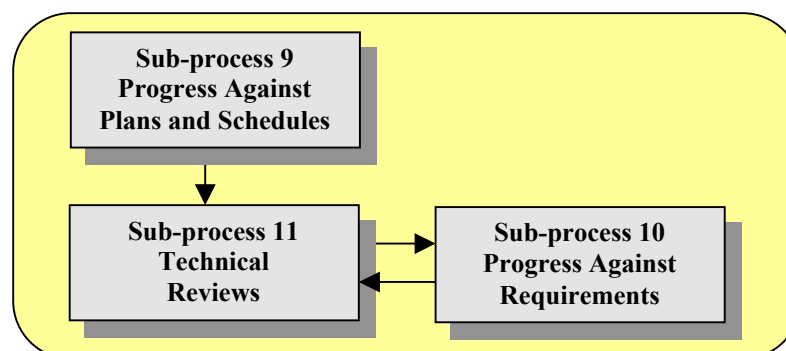 Sub-process 9
Progress Against
Plans and Schedules
Sub-process 11
Technical
Reviews
Sub-process 10
Progress Against
Requirements